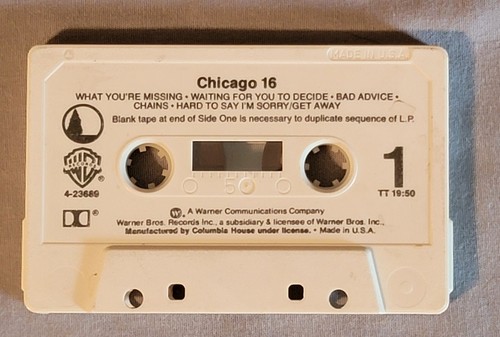 MADE IN U.S.A.
Chicago 16
WHAT YOU'RE MISSING • WAITING FOR YOU TO DECIDE • BAD ADVICE •
CHAINS • HARD TO SAY I'M SORRY/GET AWAY
Blank tape at end of Side One is necessary to duplicate sequence of L.P.
®
4-23689
®
50
1
TT 19:50
A Warner Communications Company
Warner Bros. Records Inc., a subsidiary & licensee of Warner Bros. Inc.,
Manufactured by Columbia House under license. • Made in U.S.A.